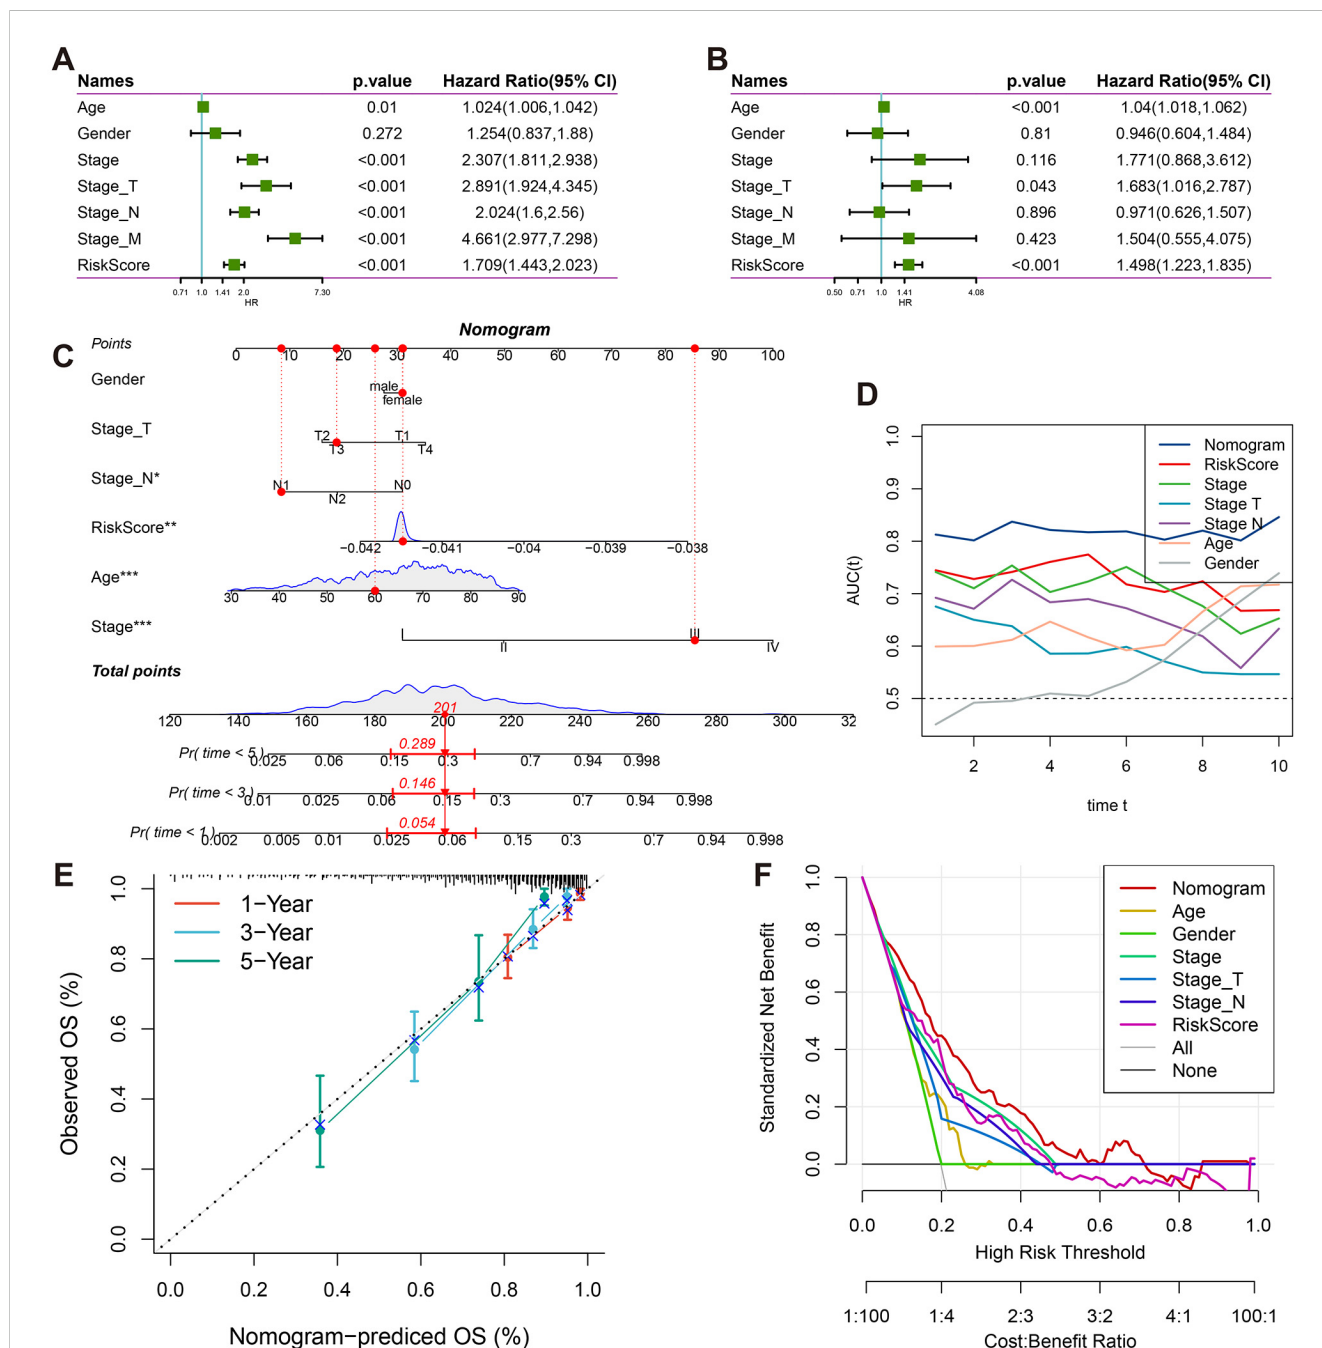 A
Names p.value Hazard Ratio(95% CI)
Age 0.01 1.024(1.006,1.042)
Gender 0.272 1.254(0.837,1.88)
Stage <0.001 2.307(1.811,2.938)
Stage_T <0.001 2.891(1.924,4.345)
Stage_N <0.001 2.024(1.6,2.56)
Stage_M <0.001 4.661(2.977,7.298)
RiskScore <0.001 1.709(1.443,2.023)
0.71 1.0 1.41 2.0 7.30
HR
B
Names p.value Hazard Ratio(95% CI)
Age <0.001 1.04(1.018,1.062)
Gender 0.81 0.946(0.604,1.484)
Stage 0.116 1.771(0.868,3.612)
Stage_T 0.043 1.683(1.016,2.787)
Stage_N 0.896 0.971(0.626,1.507)
Stage_M 0.423 1.504(0.555,4.075)
RiskScore <0.001 1.498(1.223,1.835)
0.50 0.71 1.0 1.41 4.08
HR
C
Nomogram
Points
0 10 20 30 40 50 60 70 80 90 100
Gender
male
female
Stage_T
T2 T1
T3 T4
Stage_N*
N1 N0
N2
RiskScore**
−0.042 −0.041 −0.04 −0.039 −0.038
Age***
30 40 50 60 70 80 90
Stage***
III
II IV
Total points
201
120 140 160 180 200 220 240 260 280 300 32
0.289
Pr( time < 5 )
0.025 0.06 0.15 0.3 0.7 0.94 0.998
0.146
Pr( time < 3 )
0.01 0.025 0.06 0.15 0.3 0.7 0.94 0.998
0.054
Pr( time < 1 )
0.002 0.005 0.01 0.025 0.06 0.15 0.3 0.7 0.94 0.998
D
AUC(t)
1.0
0.9
0.8
0.7
0.6
0.5
Nomogram
RiskScore
Stage
Stage T
Stage N
Age
Gender
2 4 6 8 10
time t
E
Observed OS (%)
1.0
0.8
0.6
0.4
0.2
0.0
1−Year
3−Year
5−Year
0.0 0.2 0.4 0.6 0.8 1.0
Nomogram−prediced OS (%)
F
Standardized Net Benefit
1.0
0.8
0.6
0.4
0.2
0.0
Nomogram
Age
Gender
Stage
Stage_T
Stage_N
RiskScore
All
None
0.0 0.2 0.4 0.6 0.8 1.0
High Risk Threshold
1:100 1:4 2:3 3:2 4:1 100:1
Cost:Benefit Ratio